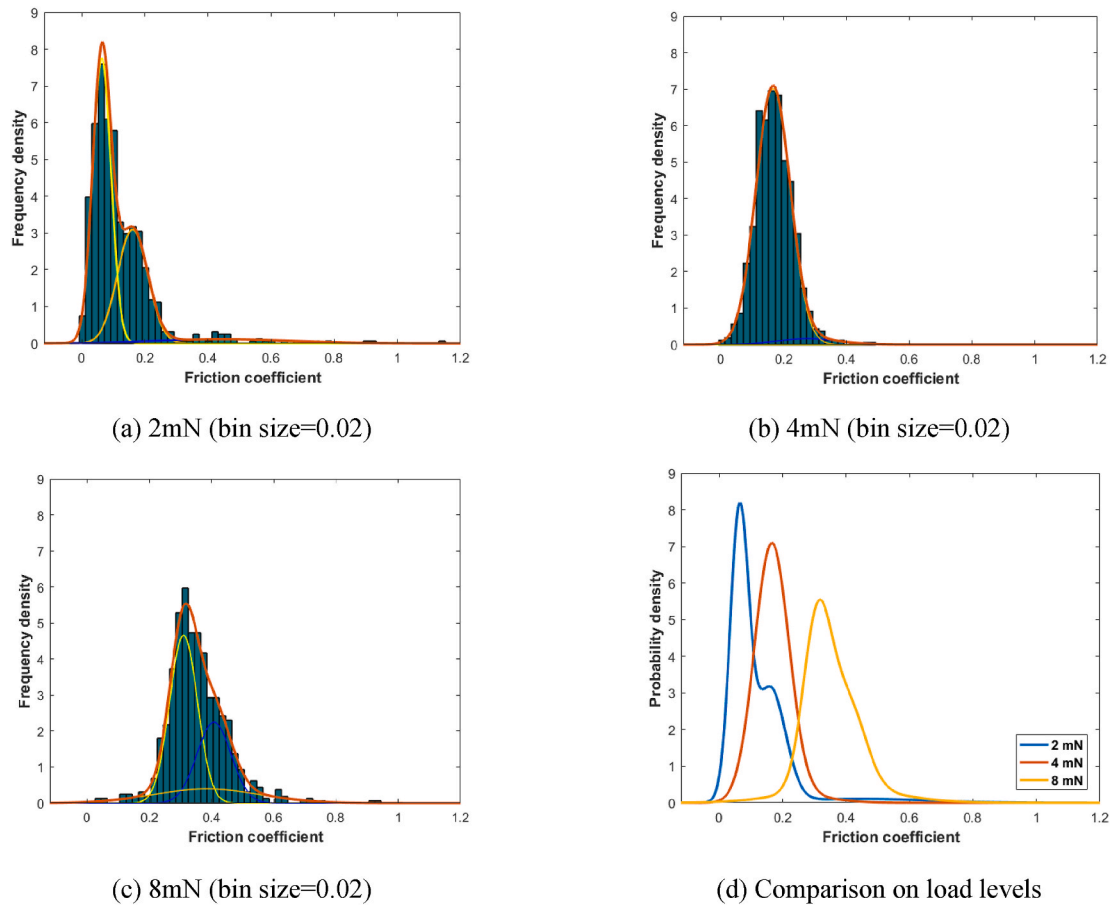 9
8
7
6
5
4
3
2
1
0
Frequency density
0 0.2 0.4 0.6 0.8 1 1.2
Friction coefficient
(a) 2mN (bin size=0.02)
9
8
7
6
5
4
3
2
1
0
Frequency density
0 0.2 0.4 0.6 0.8 1 1.2
Friction coefficient
(b) 4mN (bin size=0.02)
9
8
7
6
5
4
3
2
1
0
Frequency density
0 0.2 0.4 0.6 0.8 1 1.2
Friction coefficient
(c) 8mN (bin size=0.02)
9
8
7
6
5
4
3
2
1
0
Probability density
2 mN
4 mN
8 mN
0 0.2 0.4 0.6 0.8 1 1.2
Friction coefficient
(d) Comparison on load levels